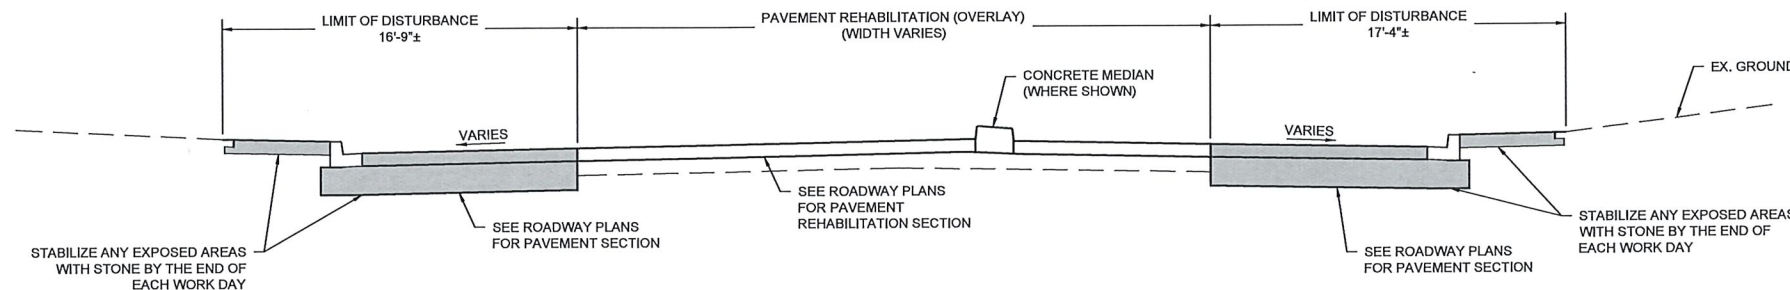 LIMIT OF DISTURBANCE
16'-9"±
PAVEMENT REHABILITATION (OVERLAY)
(WIDTH VARIES)
LIMIT OF DISTURBANCE
17'-4"±
CONCRETE MEDIAN
(WHERE SHOWN)
EX. GROUND
VARIES
VARIES
SEE ROADWAY PLANS
FOR PAVEMENT
REHABILITATION SECTION
SEE ROADWAY PLANS
FOR PAVEMENT SECTION
STABILIZE ANY EXPOSED AREAS
WITH STONE BY THE END OF
EACH WORK DAY
SEE ROADWAY PLANS
FOR PAVEMENT SECTION
STABILIZE ANY EXPOSED AREAS
WITH STONE BY THE END OF
EACH WORK DAY